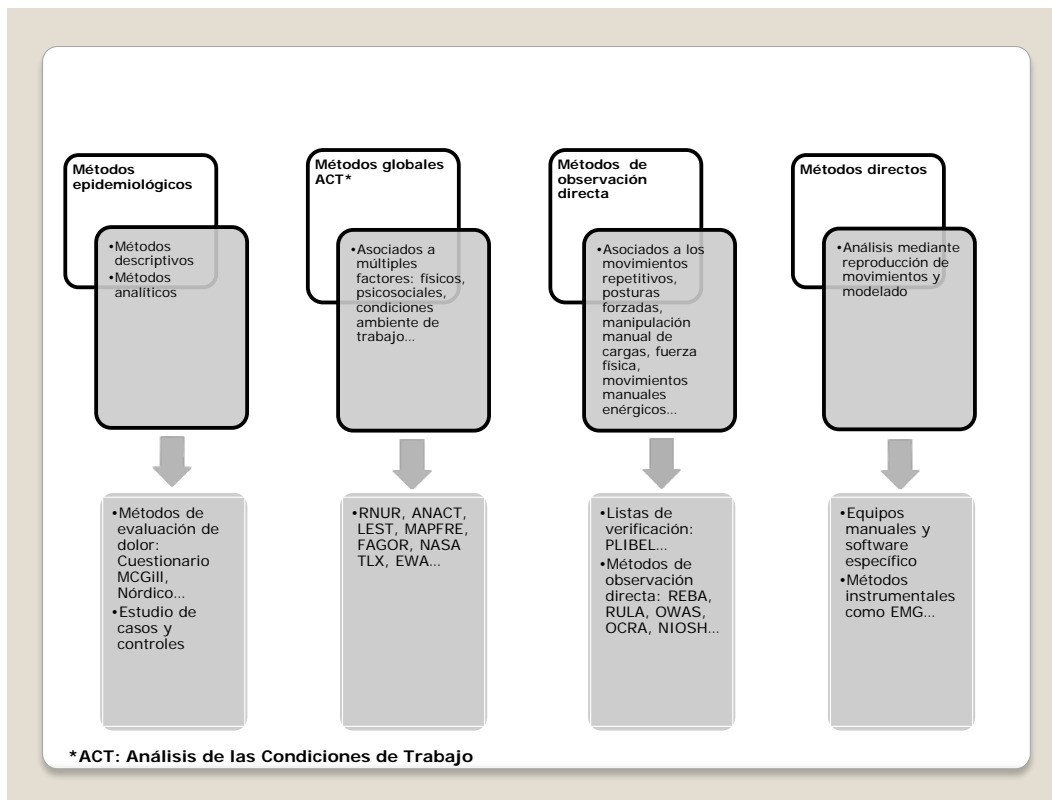 Métodos
epidemiológicos
•Métodos
descriptivos
•Métodos
analíticos
•Métodos de
evaluación de
dolor:
Cuestionario
MCGill,
Nórdico...
•Estudio de
casos y
controles
Métodos globales
ACT*
•Asociados a
múltiples
factores: físicos,
psicosociales,
condiciones
ambiente de
trabajo...
•RNUR, ANACT,
LEST, MAPFRE,
FAGOR, NASA
TLX, EWA...
Métodos de
observación
directa
•Asociados a los
movimientos
repetitivos,
posturas
forzadas,
manipulación
manual de
cargas, fuerza
física,
movimientos
manuales
enérgicos...
•Listas de
verificación:
PLIBEL...
•Métodos de
observación
directa: REBA,
RULA, OWAS,
OCRA, NIOSH...
Métodos directos
•Análisis mediante
reproducción de
movimientos y
modelado
•Equipos
manuales y
software
específico
•Métodos
instrumentales
como EMG...
*ACT: Análisis de las Condiciones de Trabajo